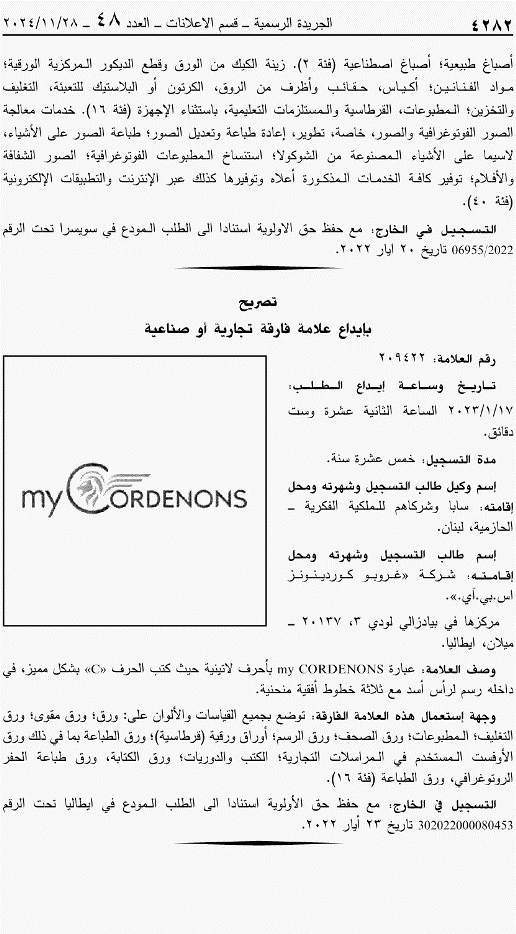 ٤٢٨٢
الجريدة الرسمية ــ قسم الاعلانات ــ العدد ٤٨ ــ ٢٠٢٤/١١/٢٨
أصباغ طبيعية؛ أصباغ اصطناعية (فئة ٢). زينة الكيك من الورق وقطع الديكور المركزية الورقية؛
مواد الفنانين؛ أكياس، حقائب وأظرف من الروق، الكرتون أو البلاستيك للتعبئة، التغليف
والتخزين؛ المطبوعات، القرطاسية والمستلزمات التعليمية، باستثناء الإجهزة (فئة ١٦). خدمات معالجة
الصور الفوتوغرافية والصور، خاصة، تطوير، إعادة طباعة وتعديل الصور؛ طباعة الصور على الأشياء،
لاسيما على الأشياء المصنوعة من الشوكولا؛ استنساخ المطبوعات الفوتوغرافية؛ الصور الشفافة
والأفلام؛ توفير كافة الخدمات المذكورة أعلاه وتوفيرها كذلك عبر الإنترنت والتطبيقات الإلكترونية
(فئة ٤٠).
التسجيل في الخارج: مع حفظ حق الاولوية استنادا الى الطلب المودع في سويسرا تحت الرقم
06955/2022 تاريخ ٢٠ ايار ٢٠٢٢.
تصريح
بإيداع علامة فارقة تجارية أو صناعية
رقم العلامة: ٢٠٩٤٢٢
تاريخ وساعة إيداع الطلب:
٢٠٢٣/١/١٧ الساعة الثانية عشرة وست
دقائق.
مدة التسجيل: خمس عشرة سنة.
إسم وكيل طالب التسجيل وشهرته ومحل
إقامته: سابا وشركاهم للملكية الفكرية ــ
الحازمية، لبنان.
إسم طالب التسجيل وشهرته ومحل
إقامته: شركة «غروبو كوردينونز
اس.بي.آي.».
مركزها في بيادزالي لودي ٣، ٢٠١٣٧ ــ
ميلان، ايطاليا.
my CORDENONS
وصف العلامة: عبارة my CORDENONS بأحرف لاتينية حيث كتب الحرف «C» بشكل مميز، في
داخله رسم لرأس أسد مع ثلاثة خطوط أفقية منحنية.
وجهة إستعمال هذه العلامة الفارقة: توضع بجميع القياسات والألوان على: ورق؛ ورق مقوى؛ ورق
التغليف؛ المطبوعات؛ ورق الصحف؛ ورق الرسم؛ أوراق ورقية (قرطاسية)؛ ورق الطباعة بما في ذلك ورق
الأوفست المستخدم في المراسلات التجارية؛ الكتب والدوريات؛ ورق الكتابة، ورق طباعة الحفر
الروتوغرافي، ورق الطباعة (فئة ١٦).
التسجيل في الخارج: مع حفظ حق الأولوية استنادا الى الطلب المودع في ايطاليا تحت الرقم
302022000080453 تاريخ ٢٣ أيار ٢٠٢٢.